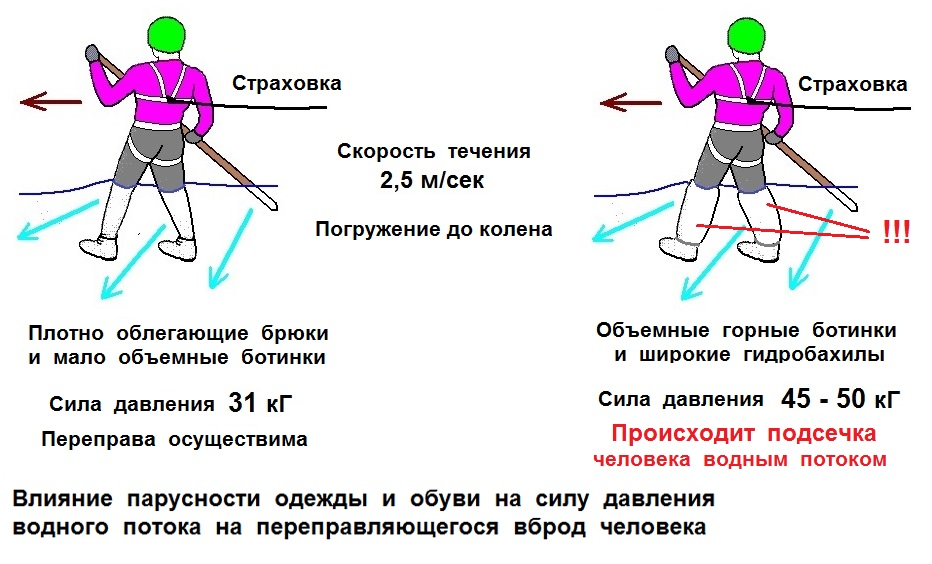 Страховка
Скорость течения
2,5 м/сек
Погружение до колена
Страховка
!!!
Плотно облегающие брюки
и мало объемные ботинки
Сила давления 31 кГ
Переправа осуществима
Объемные горные ботинки
и широкие гидробахилы
Сила давления 45 - 50 кГ
Происходит подсечка
человека водным потоком
Влияние парусности одежды и обуви на силу давления
водного потока на переправляющегося вброд человека